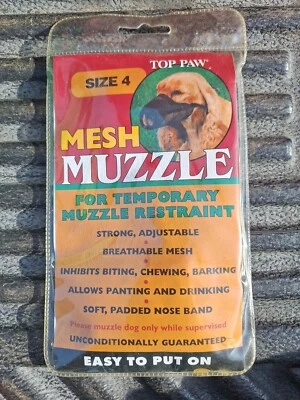 TOP PAW
SIZE 4
MESH
MUZZLE
FOR TEMPORARY
MUZZLE RESTRAINT
STRONG, ADJUSTABLE
BREATHABLE MESH
INHIBITS BITING, CHEWING, BARKING
ALLOWS PANTING AND DRINKING
SOFT, PADDED NOSE BAND
Please muzzle dog only while supervised
UNCONDITIONALLY GUARANTEED
EASY TO PUT ON